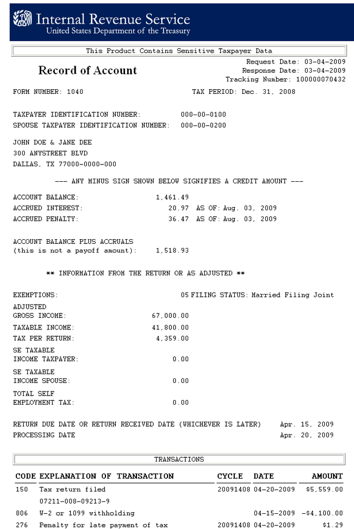 Internal Revenue Service
United States Department of the Treasury
This Product Contains Sensitive Taxpayer Data
Request Date: 03-04-2009
Record of Account
Response Date: 03-04-2009
Tracking Number: 100000070432
FORM NUMBER: 1040 TAX PERIOD: Dec. 31, 2008
TAXPAYER IDENTIFICATION NUMBER: 000-00-0100
SPOUSE TAXPAYER IDENTIFICATION NUMBER: 000-00-0200
JOHN DOE & JANE DEE
300 ANYSTREET BLVD
DALLAS, TX 77000-0000-000
--- ANY MINUS SIGN SHOWN BELOW SIGNIFIES A CREDIT AMOUNT ---
ACCOUNT BALANCE: 1,461.49
ACCRUED INTEREST: 20.97 AS OF: Aug. 03, 2009
ACCRUED PENALTY: 36.47 AS OF: Aug. 03, 2009
ACCOUNT BALANCE PLUS ACCRUALS
(this is not a payoff amount): 1,518.93
** INFORMATION FROM THE RETURN OR AS ADJUSTED **
EXEMPTIONS: 05 FILING STATUS: Married Filing Joint
ADJUSTED
GROSS INCOME: 67,000.00
TAXABLE INCOME: 41,800.00
TAX PER RETURN: 4,359.00
SE TAXABLE
INCOME TAXPAYER: 0.00
SE TAXABLE
INCOME SPOUSE: 0.00
TOTAL SELF
EMPLOYMENT TAX: 0.00
RETURN DUE DATE OR RETURN RECEIVED DATE (WHICHEVER IS LATER) Apr. 15, 2009
PROCESSING DATE Apr. 20, 2009
TRANSACTIONS
CODE EXPLANATION OF TRANSACTION CYCLE DATE AMOUNT
150 Tax return filed 20091408 04-20-2009 $5,559.00
07211-008-09213-9
806 W-2 or 1099 withholding 04-15-2009 -$4,100.00
276 Penalty for late payment of tax 20091408 04-20-2009 $1.29